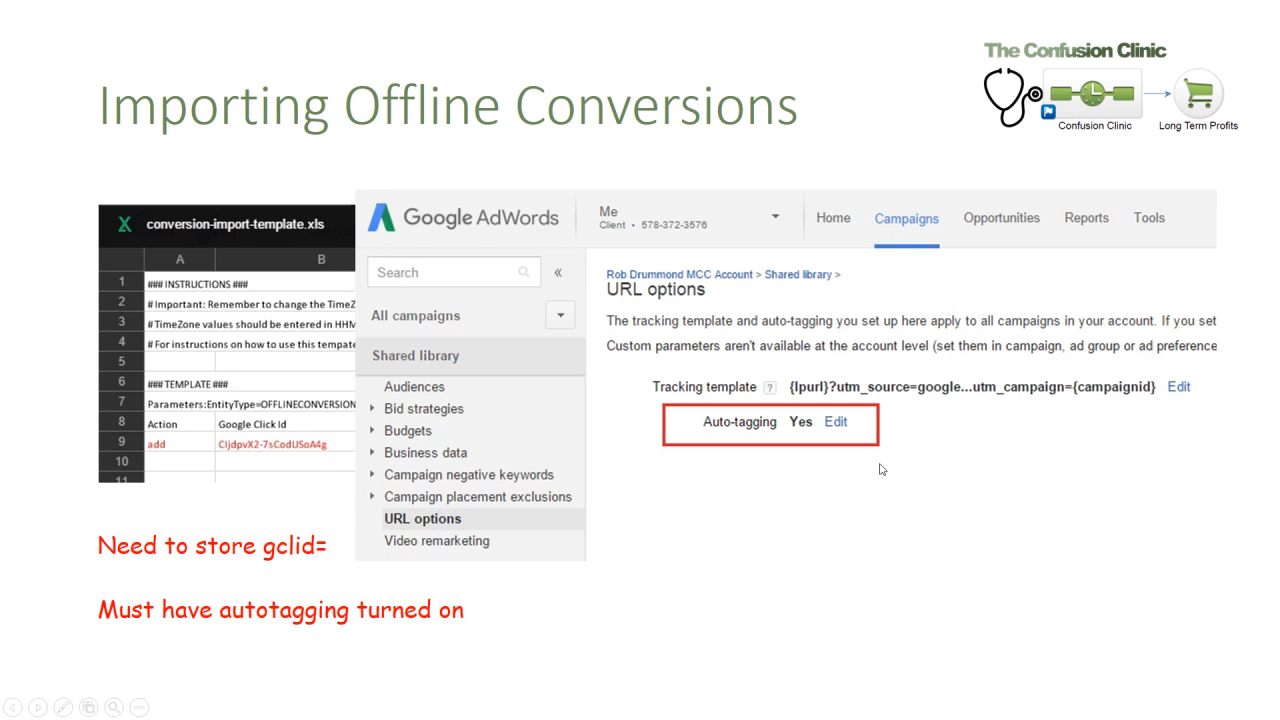 The Confusion Clinic
Importing Offline Conversions
Confusion Clinic
Long Term Profits
conversion-import-template.xls
A B
1 ### INSTRUCTIONS ###
2 # Important: Remember to change the TimeZ
3 # TimeZone values should be entered in HHM
4 # For instructions on how to use this tempate
5
6 ### TEMPLATE ###
7 Parameters:EntityType=OFFLINECONVERSION
8 Action Google Click Id
9 add CIjdpvX2-7sCodUSoA4g
10
11
Google AdWords
Me
Client • 578-372-3576
Home Campaigns Opportunities Reports Tools
Search «
All campaigns
Shared library
Audiences
Bid strategies
Budgets
Business data
Campaign negative keywords
Campaign placement exclusions
URL options
Video remarketing
Rob Drummond MCC Account > Shared library >
URL options
The tracking template and auto-tagging you set up here apply to all campaigns in your account. If you set
Custom parameters aren't available at the account level (set them in campaign, ad group or ad preference
Tracking template ? {lpurl}?utm_source=google...utm_campaign={campaignid} Edit
Auto-tagging Yes Edit
Need to store gclid=
Must have autotagging turned on